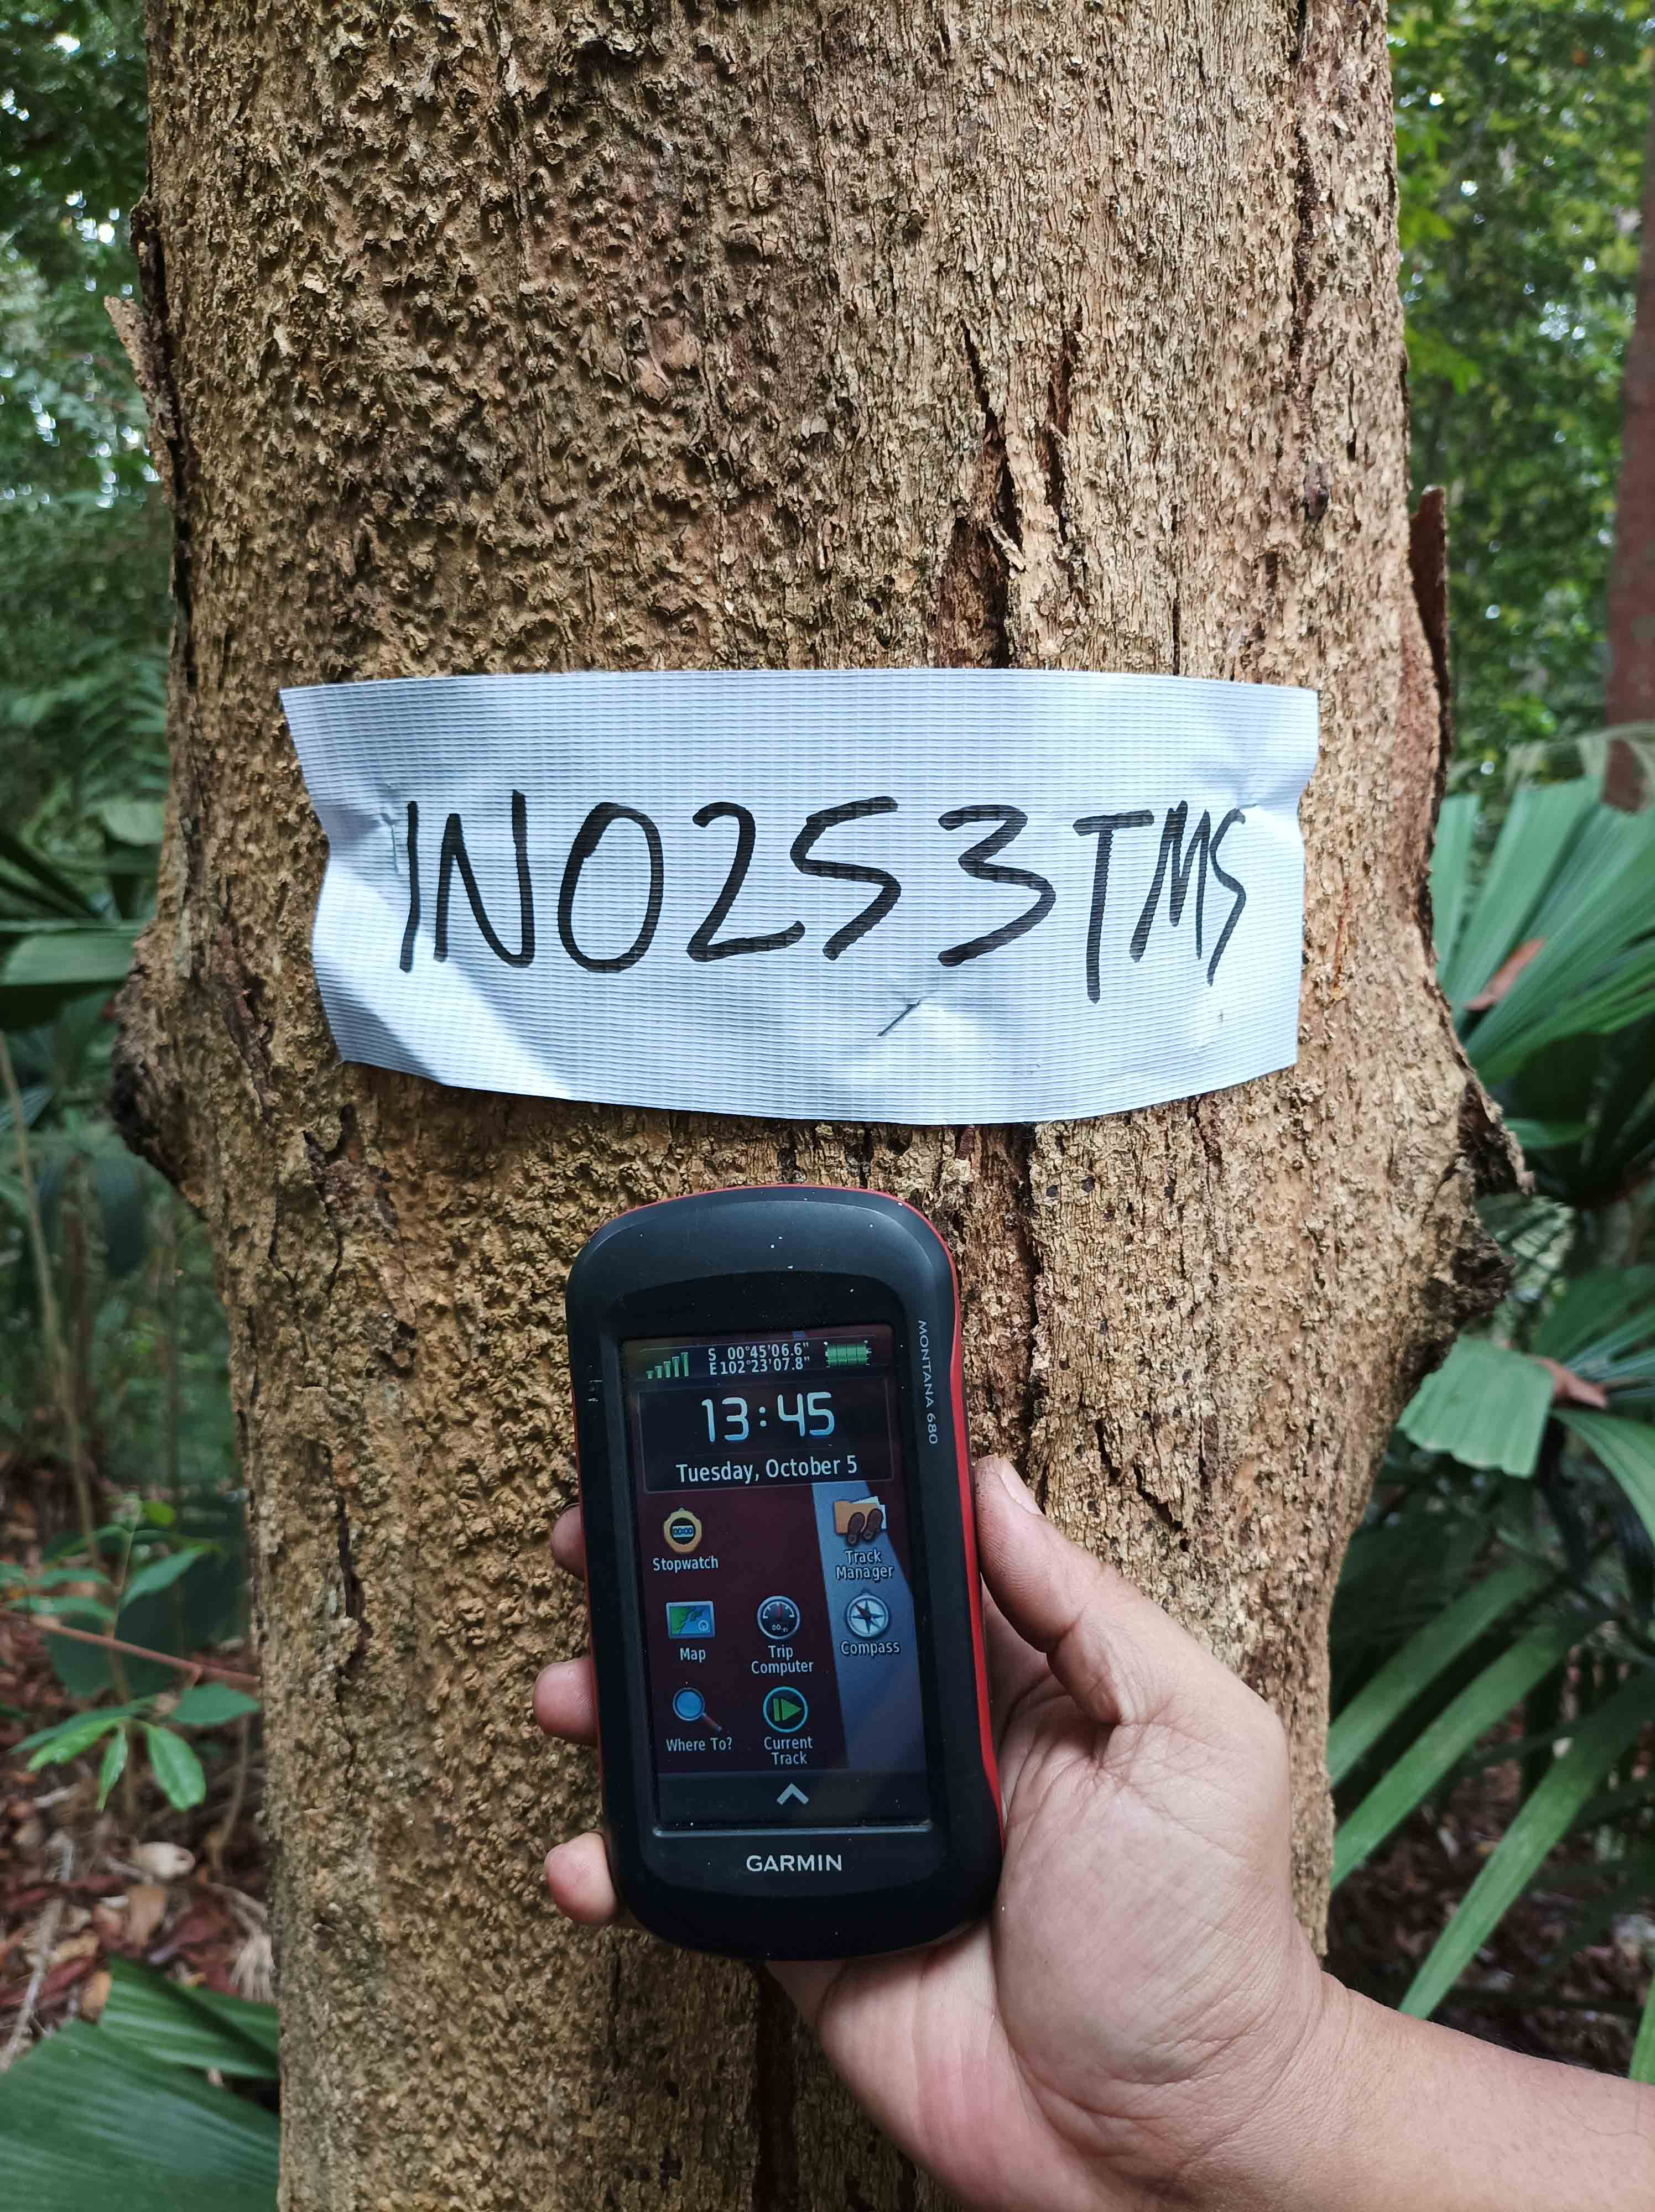 INO253TMS
MONTANA 680
S 00°45'06.6"
E 102°23'07.8"
13:45
Tuesday, October 5
Stopwatch
Track Manager
Map
Trip Computer
Compass
Where To?
Current Track
GARMIN